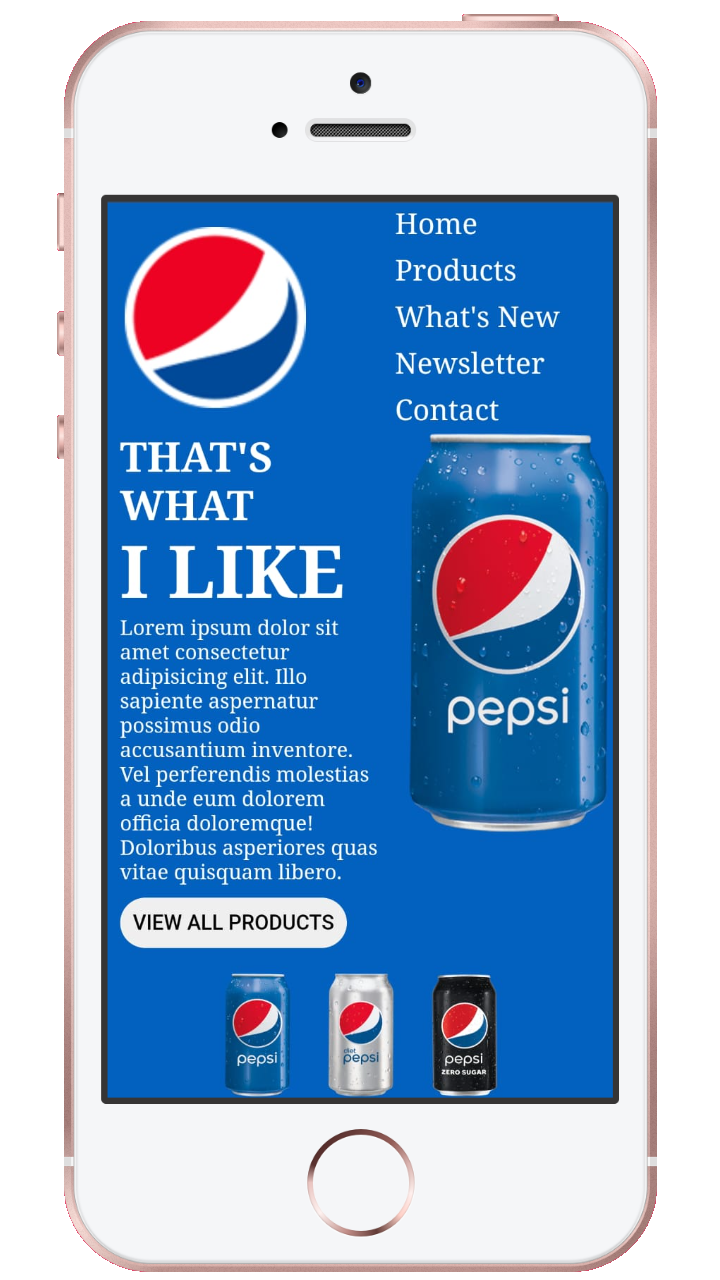 Home
Products
What's New
Newsletter
Contact
THAT'S
WHAT
I LIKE
Lorem ipsum dolor sit
amet consectetur
adipisicing elit. Illo
sapiente aspernatur
possimus odio
accusantium inventore.
Vel perferendis molestias
a unde eum dolorem
officia doloremque!
Doloribus asperiores quas
vitae quisquam libero.
pepsi
VIEW ALL PRODUCTS
pepsi
diet
pepsi
pepsi
ZERO SUGAR